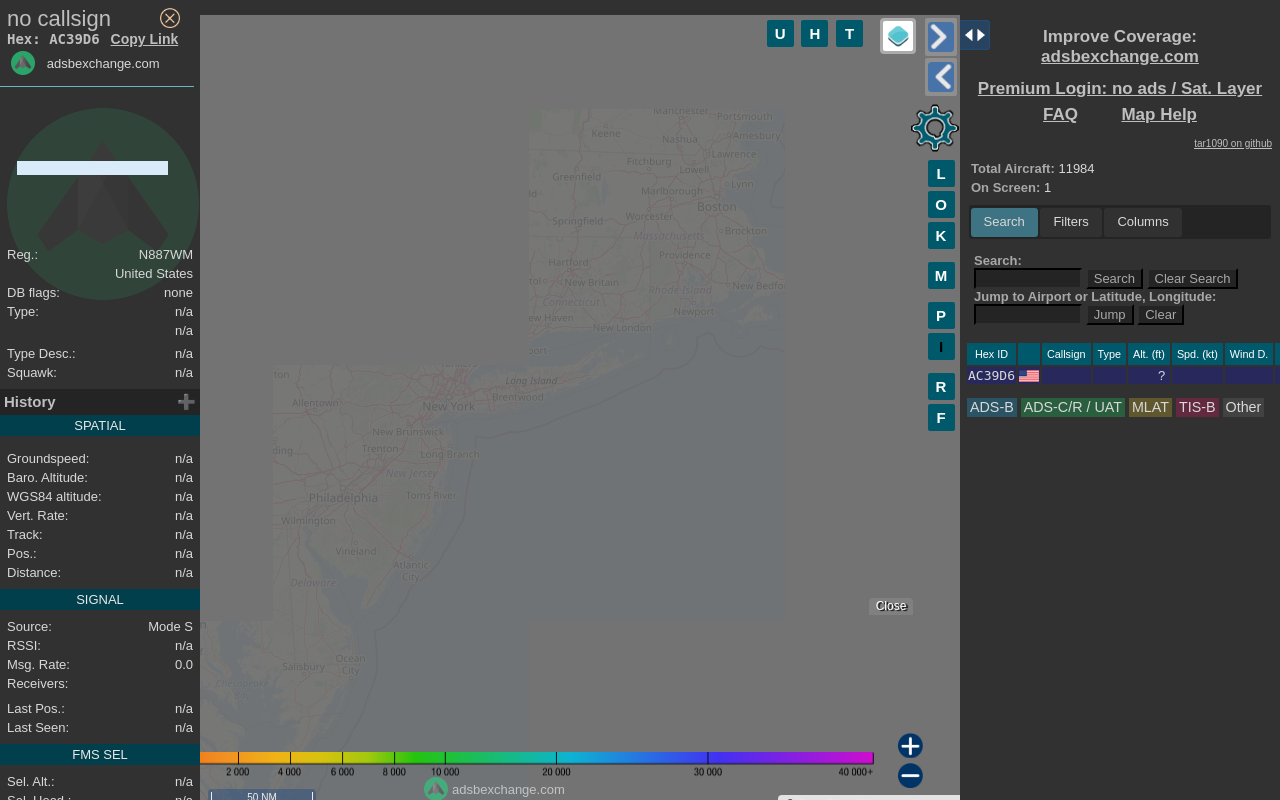 no callsign
Hex: AC39D6 Copy Link
adsbexchange.com
Reg.: N887WM
United States
DB flags: none
Type: n/a
n/a
Type Desc.: n/a
Squawk: n/a
History
SPATIAL
Groundspeed: n/a
Baro. Altitude: n/a
WGS84 altitude: n/a
Vert. Rate: n/a
Track: n/a
Pos.: n/a
Distance: n/a
SIGNAL
Source: Mode S
RSSI: n/a
Msg. Rate: 0.0
Receivers:
Last Pos.: n/a
Last Seen: n/a
FMS SEL
Sel. Alt.: n/a
Sel. Head.: n/a
U H T
L
O
K
M
P
I
R
F
Manchester
Portsmouth
Keene
Nashua
Amesbury
Fitchburg
Lawrence
Lowell
Greenfield
Lynn
Marlborough
Boston
Springfield
Worcester
Massachusetts
Brockton
Hartford
Providence
New Britain
Connecticut
Rhode Island
New Bedfo
ew Haven
New London
Newport
port
Long Island
Brentwood
Allentown
New York
New Brunswick
Trenton
Long Branch
New Jersey
Philadelphia
Toms River
Wilmington
Vineland
Atlantic
City
Delaware
Ocean
City
Salisbury
Close
2 000 4 000 6 000 8 000 10 000 20 000 30 000 40 000+
adsbexchange.com
50 NM
Improve Coverage:
adsbexchange.com
Premium Login: no ads / Sat. Layer
FAQ Map Help
tar1090 on github
Total Aircraft: 11984
On Screen: 1
Search Filters Columns
Search:
Search Clear Search
Jump to Airport or Latitude, Longitude:
Jump Clear
Hex ID Callsign Type Alt. (ft) Spd. (kt) Wind D.
AC39D6 ?
ADS-B ADS-C/R / UAT MLAT TIS-B Other